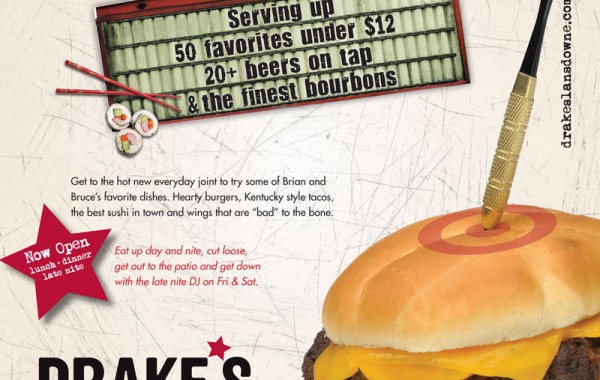 Serving up
50 favorites under $12
20+ beers on tap
& the finest bourbons
drakeslansdowne.com
Get to the hot new everyday joint to try some of Brian and
Bruce's favorite dishes. Hearty burgers, Kentucky style tacos,
the best sushi in town and wings that are "bad" to the bone.
Now Open
lunch · dinner
late nite
Eat up day and nite, cut loose,
get out to the patio and get down
with the late nite DJ on Fri & Sat.
DRAKE'S